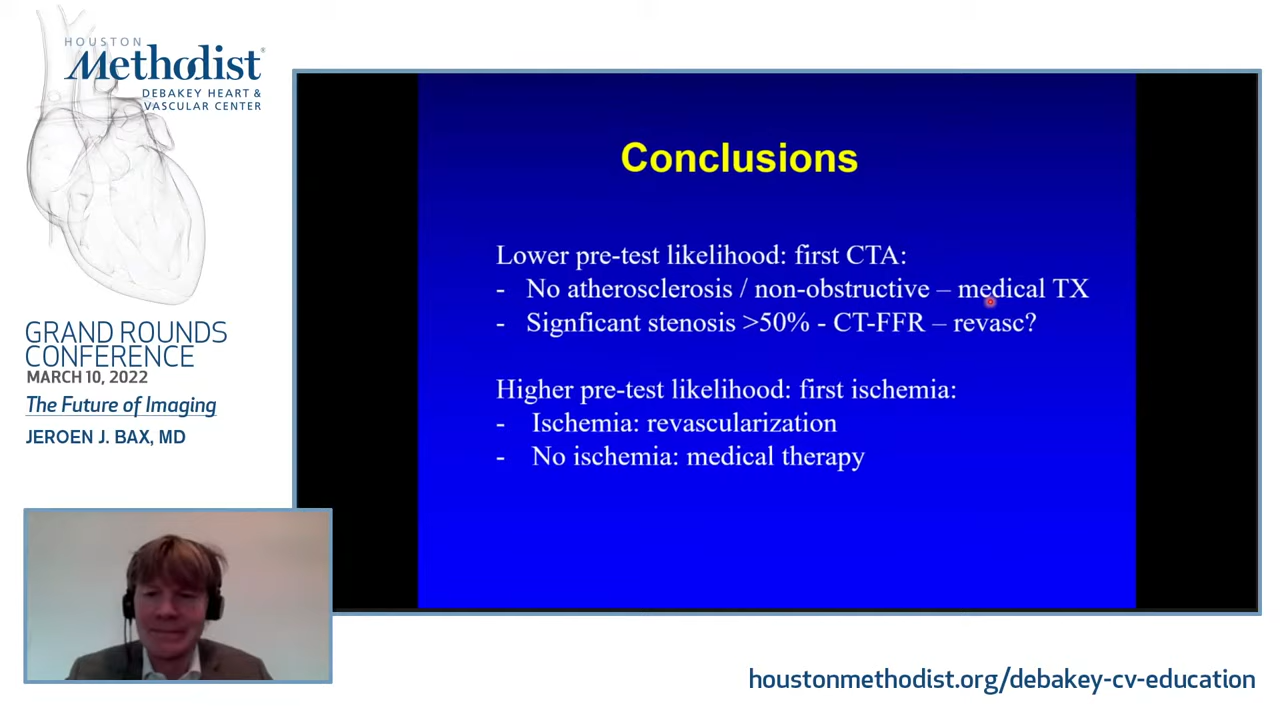 HOUSTON
Methodist®
DEBAKEY HEART &
VASCULAR CENTER
GRAND ROUNDS
CONFERENCE
MARCH 10, 2022
The Future of Imaging
JEROEN J. BAX, MD
Conclusions
Lower pre-test likelihood: first CTA:
- No atherosclerosis / non-obstructive – medical TX
- Signficant stenosis >50% - CT-FFR – revasc?
Higher pre-test likelihood: first ischemia:
- Ischemia: revascularization
- No ischemia: medical therapy
houstonmethodist.org/debakey-cv-education